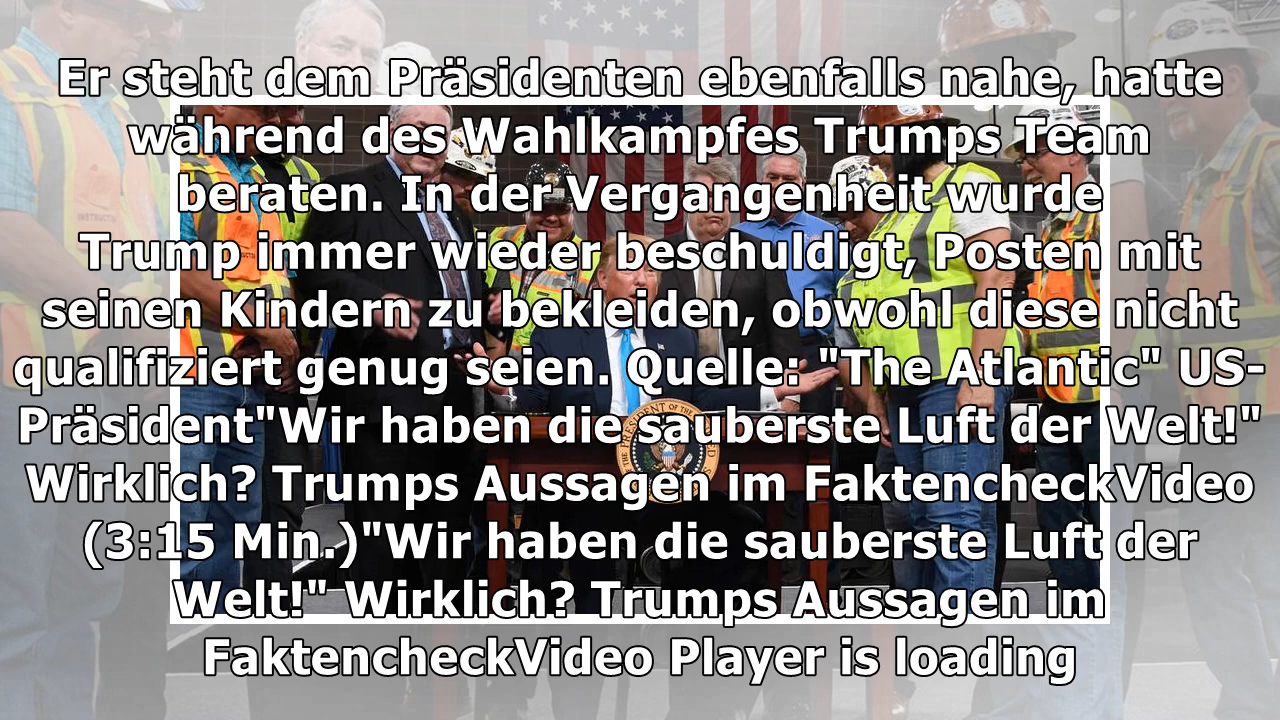 Er steht dem Präsidenten ebenfalls nahe, hatte
während des Wahlkampfes Trumps Team
beraten. In der Vergangenheit wurde
Trump immer wieder beschuldigt, Posten mit
seinen Kindern zu bekleiden, obwohl diese nicht
qualifiziert genug seien. Quelle: "The Atlantic" US-
Präsident"Wir haben die sauberste Luft der Welt!"
Wirklich? Trumps Aussagen im FaktencheckVideo
(3:15 Min.)"Wir haben die sauberste Luft der
Welt!" Wirklich? Trumps Aussagen im
FaktencheckVideo Player is loading